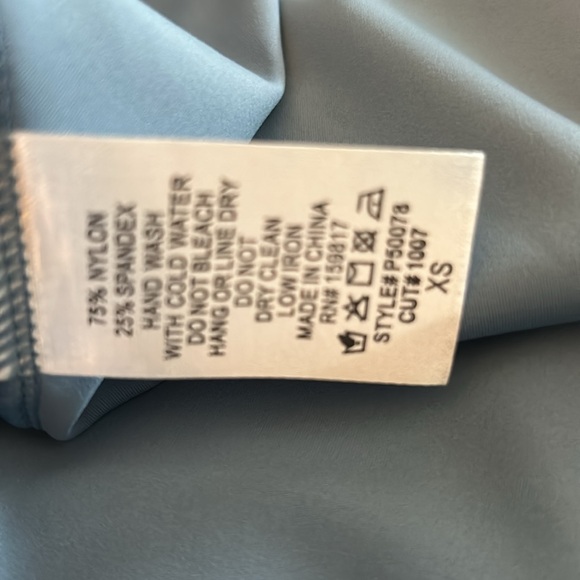 75% NYLON
25% SPANDEX
HAND WASH
WITH COLD WATER
DO NOT BLEACH
HANG OR LINE DRY
DO NOT
DRY CLEAN
LOW IRON
MADE IN CHINA
RN# 159817
STYLE# P50078
CUT# 1007
XS